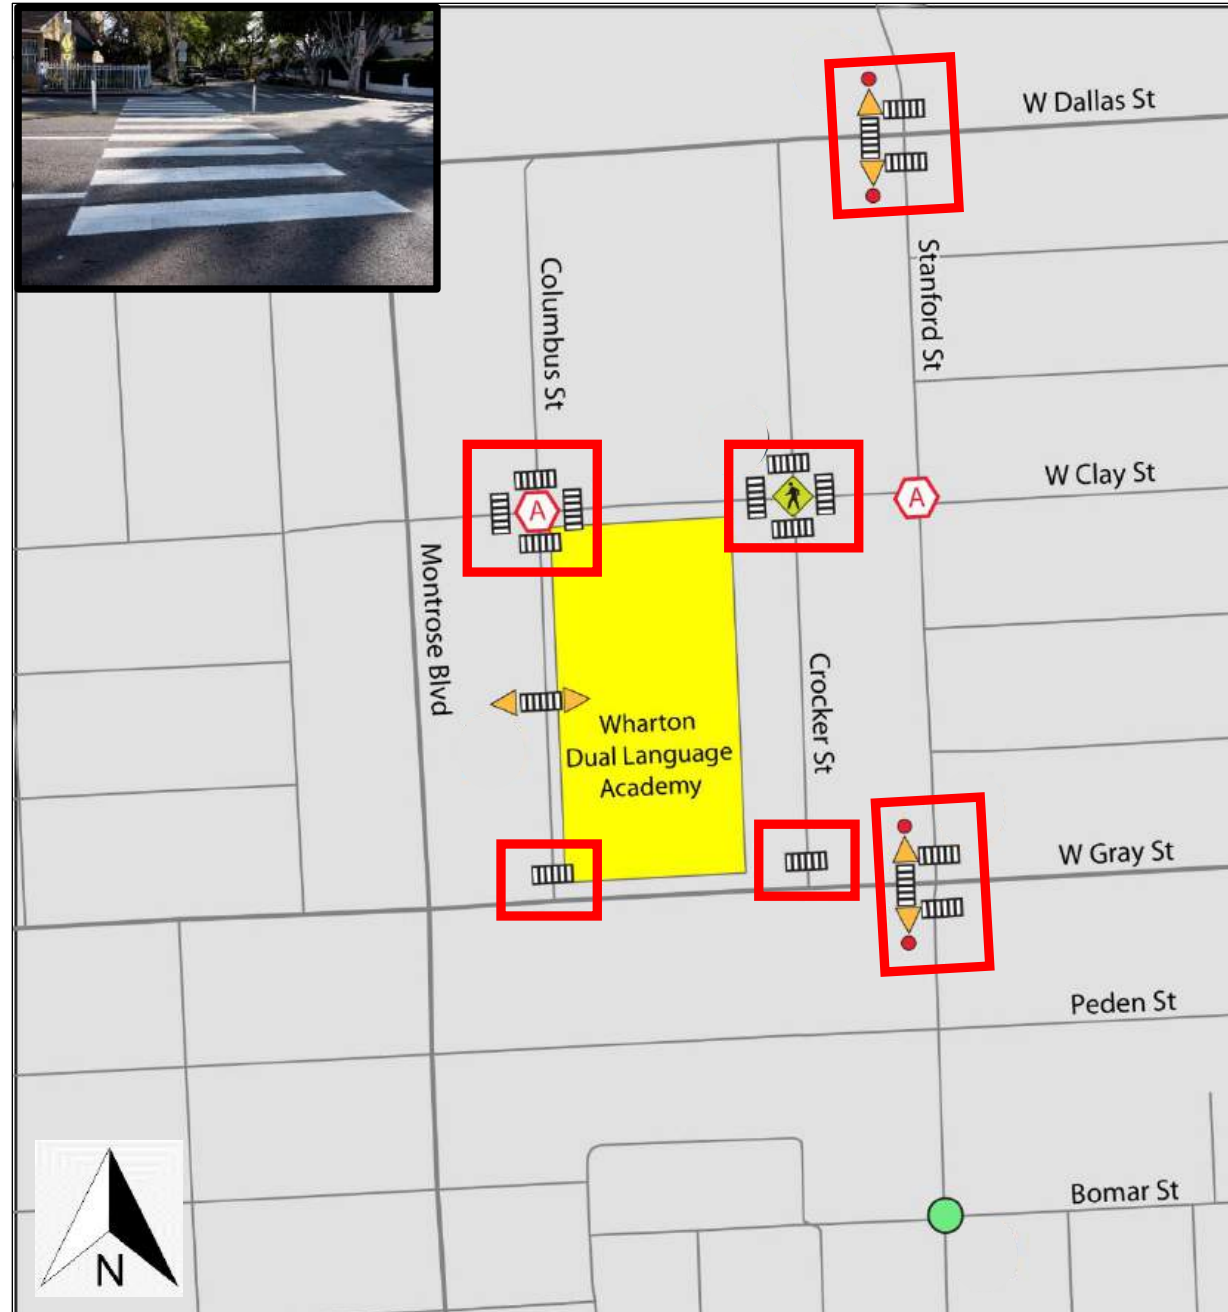 W Dallas St
Stanford St
Columbus St
W Clay St
A
A
Montrose Blvd
Crocker St
Wharton
Dual Language
Academy
W Gray St
Peden St
Bomar St
N